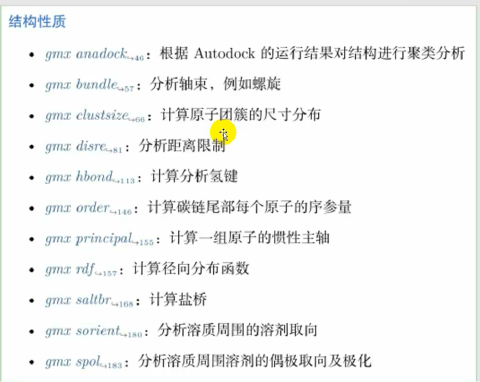 结构性质
• gmx anadock↪46：根据 Autodock 的运行结果对结构进行聚类分析
• gmx bundle↪57：分析轴束，例如螺旋
• gmx clustsize↪66：计算原子团簇的尺寸分布
• gmx disre↪81：分析距离限制
• gmx hbond↪113：计算分析氢键
• gmx order↪146：计算碳链尾部每个原子的序参量
• gmx principal↪155：计算一组原子的惯性主轴
• gmx rdf↪157：计算径向分布函数
• gmx saltbr↪168：计算盐桥
• gmx sorient↪180：分析溶质周围的溶剂取向
• gmx spol↪183：分析溶质周围溶剂的偶极取向及极化